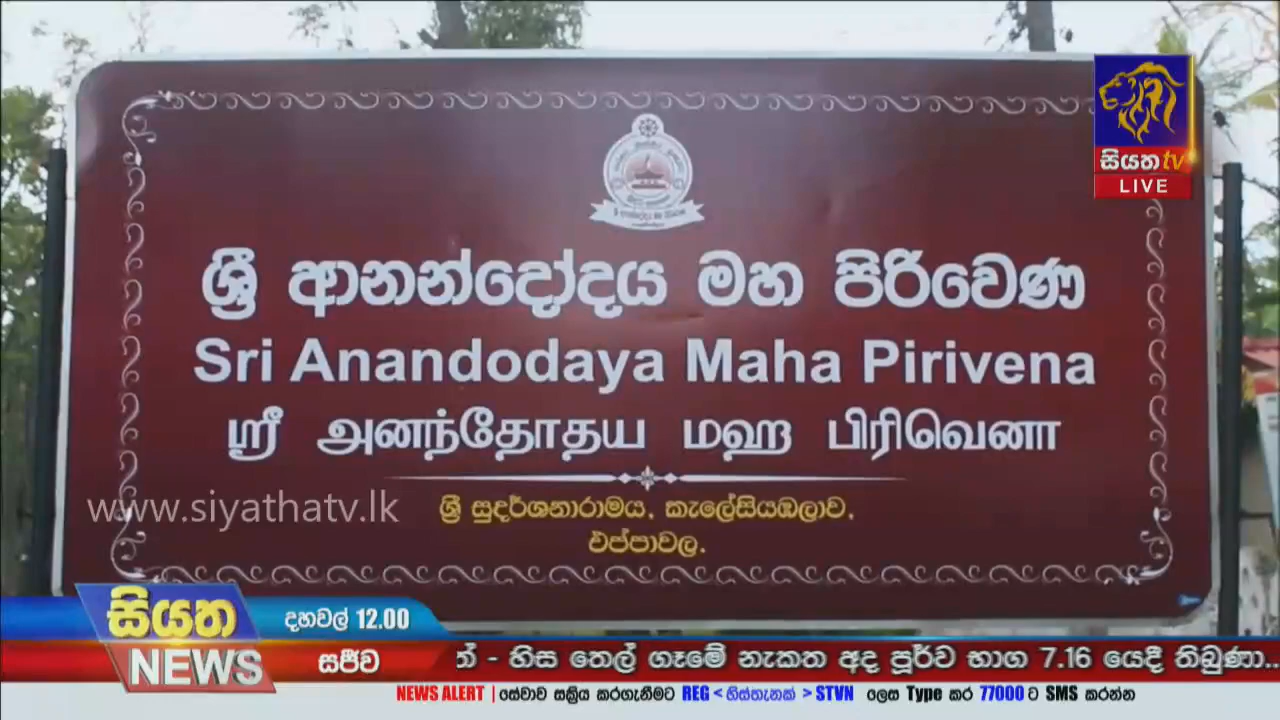 සියත tv
LIVE
ශ්‍රී ආනන්දෝදය මහ පිරිවෙණ
Sri Anandodaya Maha Pirivena
ஸ்ரீ அனந்தோதய மஹ பிரிவெனா
www.siyathatv.lk
ශ්‍රී සුදර්ශනාරාමය, කැලේසියඹලාව,
එප්පාවල.
සියත
NEWS
දහවල් 12.00
සජීව
න් - හිස තෙල් ගෑමේ නැකත අද පූර්ව භාග 7.16 යෙදී තිබුණා..
NEWS ALERT | සේවාව සක්‍රිය කරගැනීමට REG < හිස්තැනක් > STVN ලෙස Type කර 77000 ට SMS කරන්න